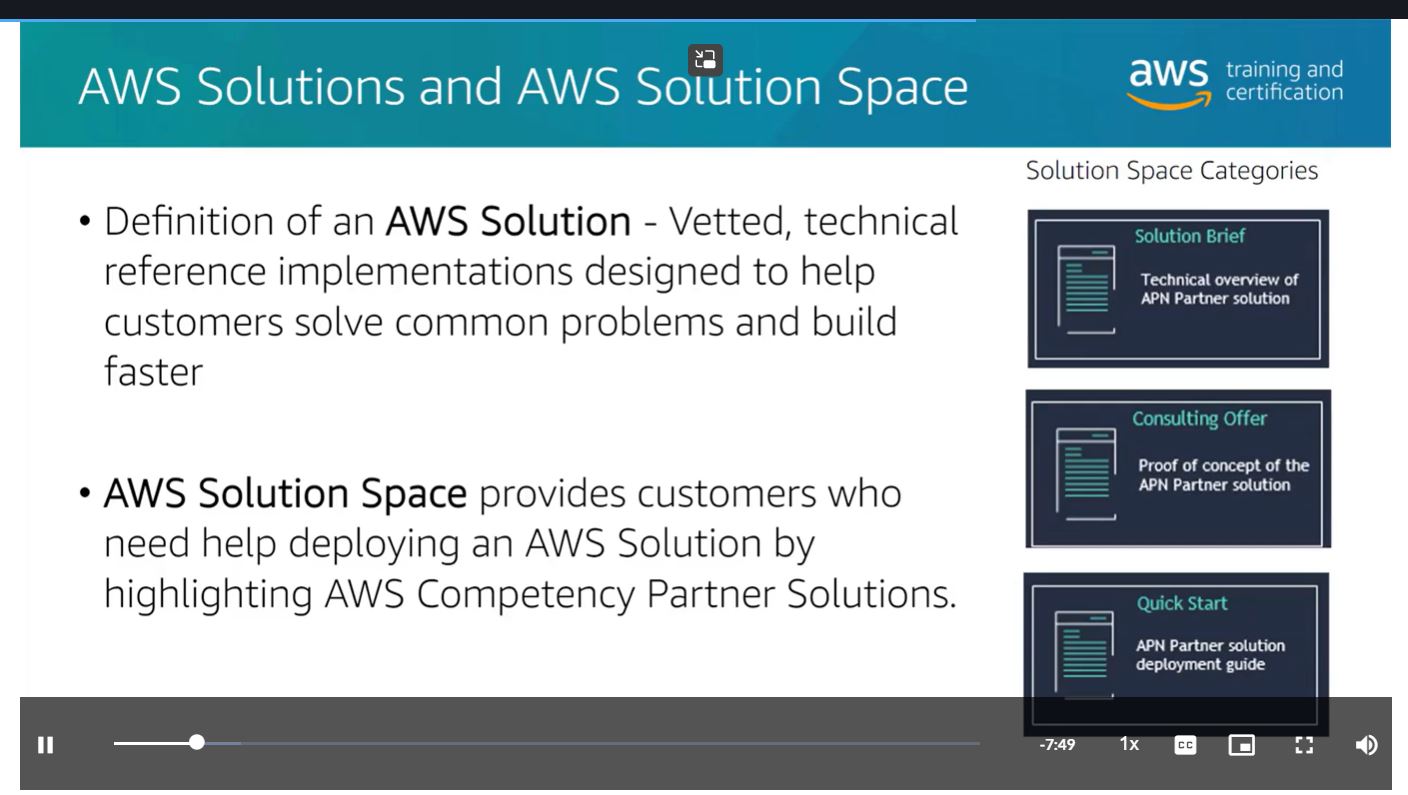 AWS Solutions and AWS Solution Space
aws training and
certification
• Definition of an AWS Solution - Vetted, technical
reference implementations designed to help
customers solve common problems and build
faster
• AWS Solution Space provides customers who
need help deploying an AWS Solution by
highlighting AWS Competency Partner Solutions.
Solution Space Categories
Solution Brief
Technical overview of
APN Partner solution
Consulting Offer
Proof of concept of the
APN Partner solution
Quick Start
APN Partner solution
deployment guide
-7:49
1x
CC